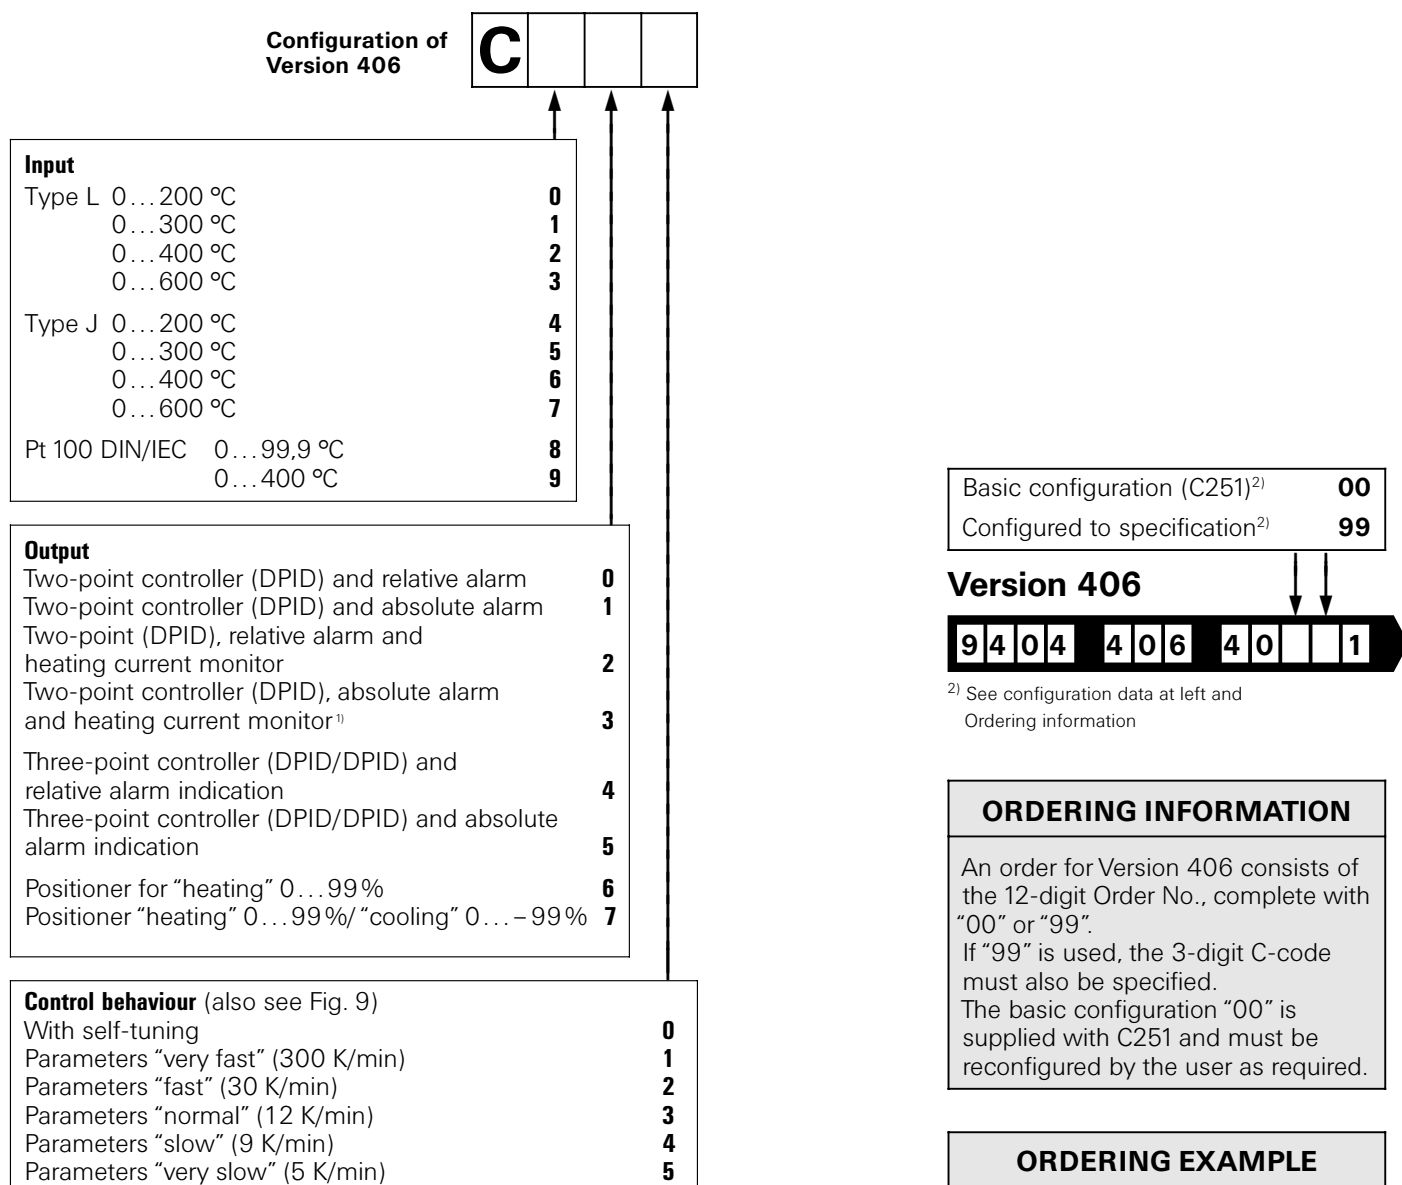 Configuration of
Version 406
C
Input
Type L 0...200 °C 0
0...300 °C 1
0...400 °C 2
0...600 °C 3
Type J 0...200 °C 4
0...300 °C 5
0...400 °C 6
0...600 °C 7
Pt 100 DIN/IEC 0...99,9 °C 8
0...400 °C 9
Output
Two-point controller (DPID) and relative alarm 0
Two-point controller (DPID) and absolute alarm 1
Two-point (DPID), relative alarm and
heating current monitor 2
Two-point controller (DPID), absolute alarm
and heating current monitor 1) 3
Three-point controller (DPID/DPID) and
relative alarm indication 4
Three-point controller (DPID/DPID) and absolute
alarm indication 5
Positioner for “heating” 0...99% 6
Positioner “heating” 0...99%/ “cooling” 0...–99% 7
Control behaviour (also see Fig. 9)
With self-tuning 0
Parameters “very fast” (300 K/min) 1
Parameters “fast” (30 K/min) 2
Parameters “normal” (12 K/min) 3
Parameters “slow” (9 K/min) 4
Parameters “very slow” (5 K/min) 5
Basic configuration (C251)2) 00
Configured to specification2) 99
Version 406
9404 406 40 1
2) See configuration data at left and
Ordering information
ORDERING INFORMATION
An order for Version 406 consists of
the 12-digit Order No., complete with
“00” or “99”.
If “99” is used, the 3-digit C-code
must also be specified.
The basic configuration “00” is
supplied with C251 and must be
reconfigured by the user as required.
ORDERING EXAMPLE